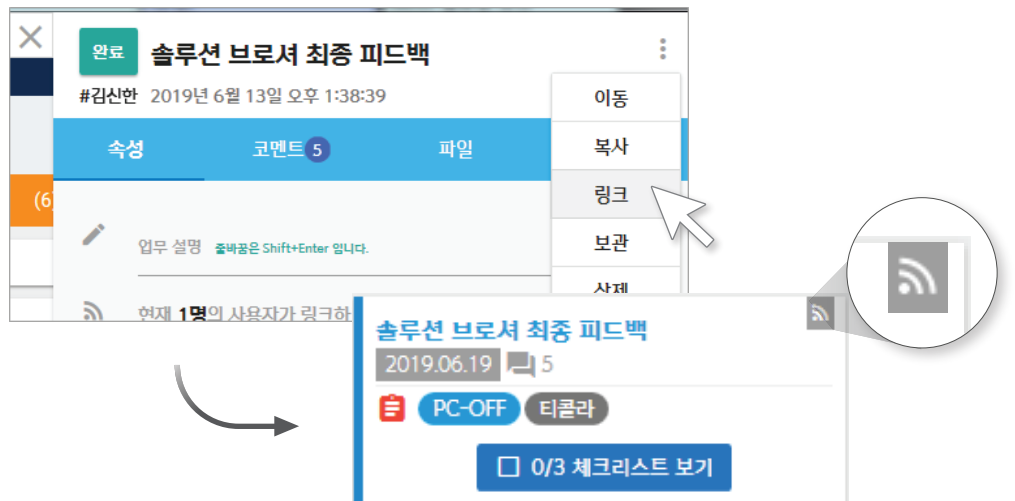 완료 솔루션 브로셔 최종 피드백
#김신한 2019년 6월 13일 오후 1:38:39
이동
속성 코멘트 5 파일
복사
링크
(6
업무 설명 줄바꿈은 Shift+Enter 입니다.
보관
삭제
현재 1명의 사용자가 링크하
솔루션 브로셔 최종 피드백
2019.06.19 5
PC-OFF 티콜라
0/3 체크리스트 보기